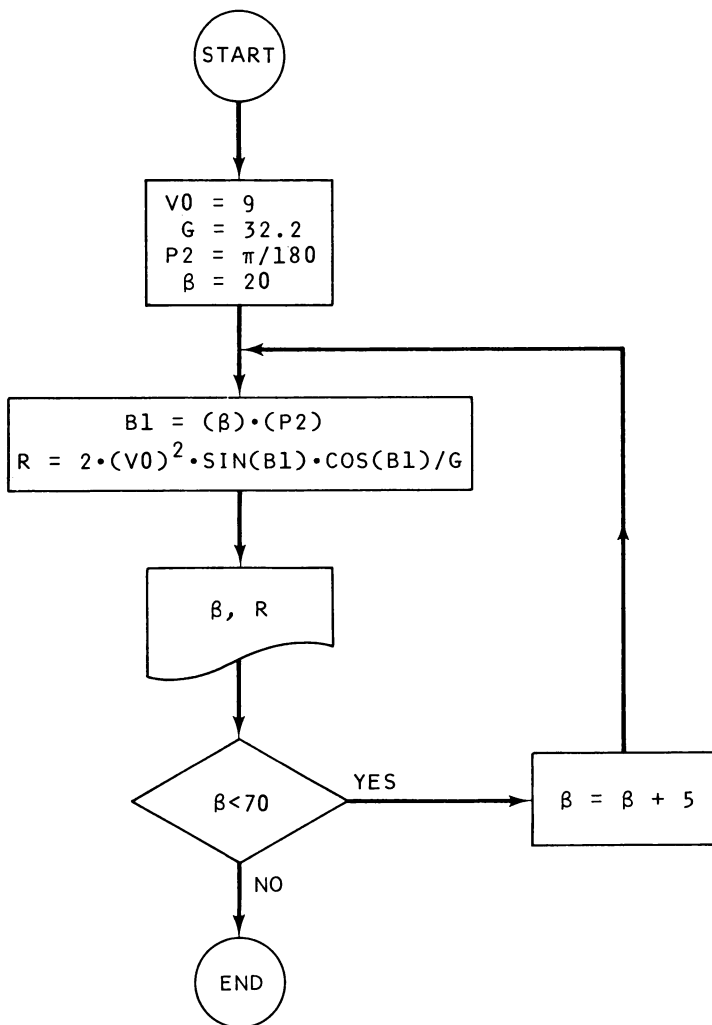 START
V0 = 9
G = 32.2
P2 = π/180
β = 20
B1 = (β)·(P2)
R = 2·(V0)²·SIN(B1)·COS(B1)/G
β, R
β<70
YES
β = β + 5
NO
END